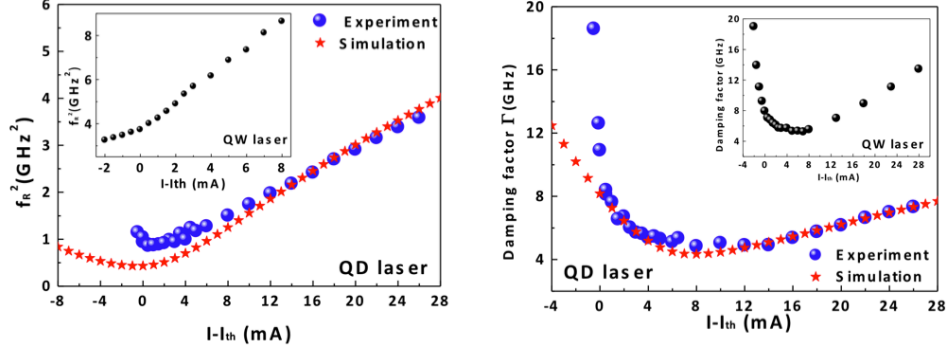 6
5
4
3
2
1
0
f_R^2(GHz^2)
8
6
4
f_R^2(GHz^2)
QW laser
-2 0 2 4 6 8
I-Ith (mA)
Experiment
Simulation
QD laser
-8 -4 0 4 8 12 16 20 24 28
I-I_th (mA)
20
16
12
8
4
Damping factor Γ(GHz)
20
16
12
8
4
Damping factor (GHz)
QW laser
-4 0 4 8 12 16 20 24 28
I-I_th (mA)
QD laser
Experiment
Simulation
-4 0 4 8 12 16 20 24 28
I-I_th (mA)